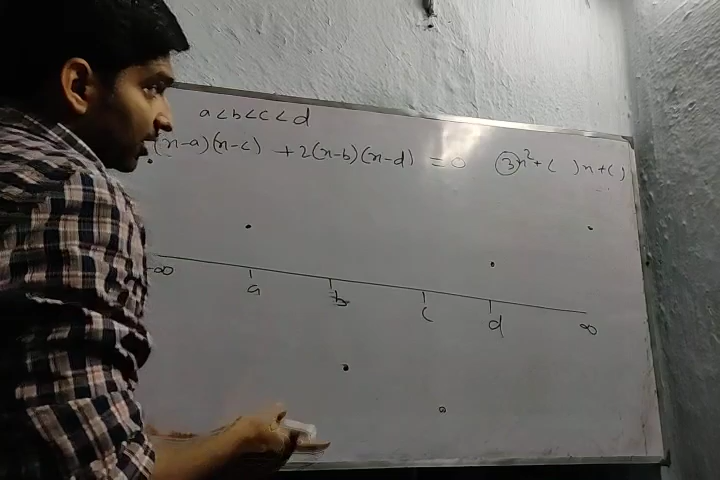 a<b<c<d
(x-a)(x-c) +2(x-b)(x-d) =0 3x²+( )x+( )
-∞ a b c d ∞